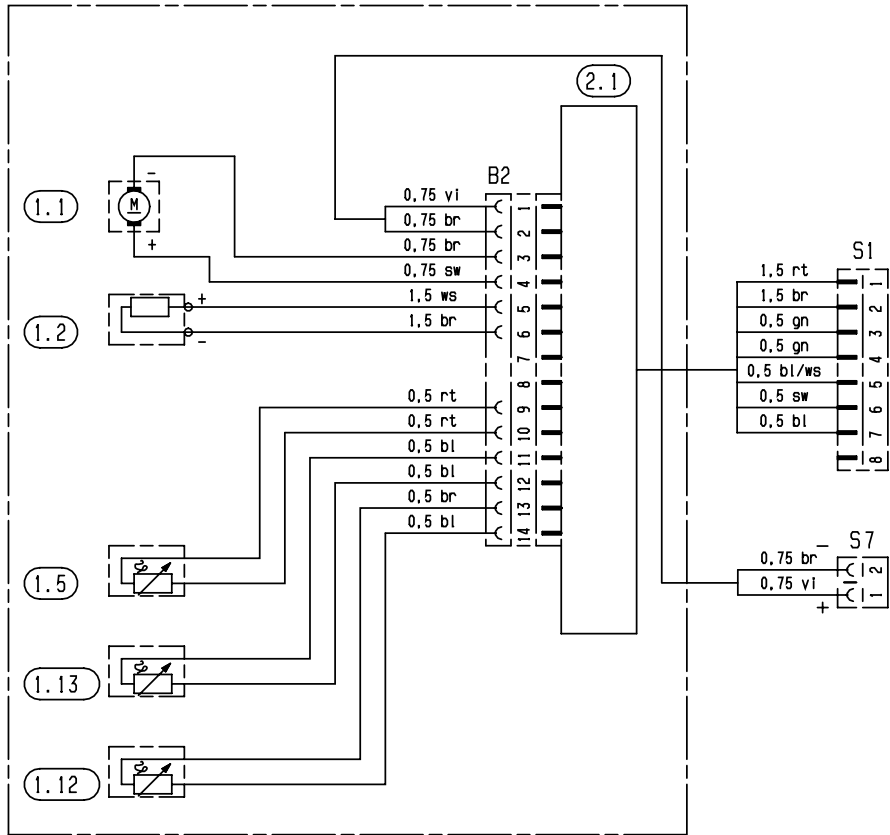 2.1
B2
1.1
M
-
+
0,75 vi
0,75 br
0,75 br
0,75 sw
1,5 ws
1,5 br
0,5 rt
0,5 rt
0,5 bl
0,5 bl
0,5 br
0,5 bl
1
2
3
4
5
6
7
8
9
10
11
12
13
14
1.2
+
-
1.5
1.13
1.12
S1
1,5 rt
1,5 br
0,5 gn
0,5 gn
0,5 bl/ws
0,5 sw
0,5 bl
1
2
3
4
5
6
7
8
S7
-
0,75 br
0,75 vi
+
2
1